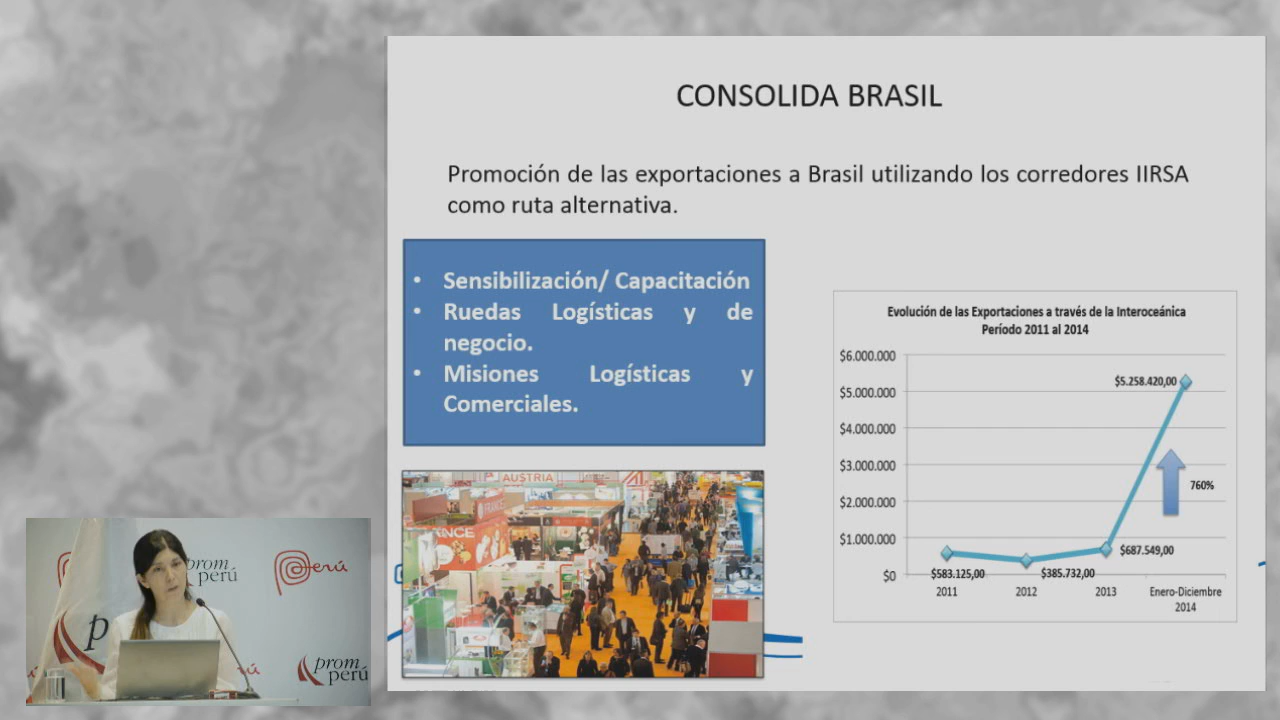 CONSOLIDA BRASIL
Promoción de las exportaciones a Brasil utilizando los corredores IIRSA
como ruta alternativa.
• Sensibilización/ Capacitación
• Ruedas Logísticas y de
negocio.
• Misiones Logísticas y
Comerciales.
Evolución de las Exportaciones a través de la Interoceánica
Período 2011 al 2014
$6.000.000
$5.000.000
$4.000.000
$3.000.000
$2.000.000
$1.000.000
$0
$5.258.420,00
760%
$687.549,00
$583.125,00
$385.732,00
2011
2012
2013
Enero-Diciembre
2014
AUSTRIA
FRANCE
prom
perú
Perú
prom
perú